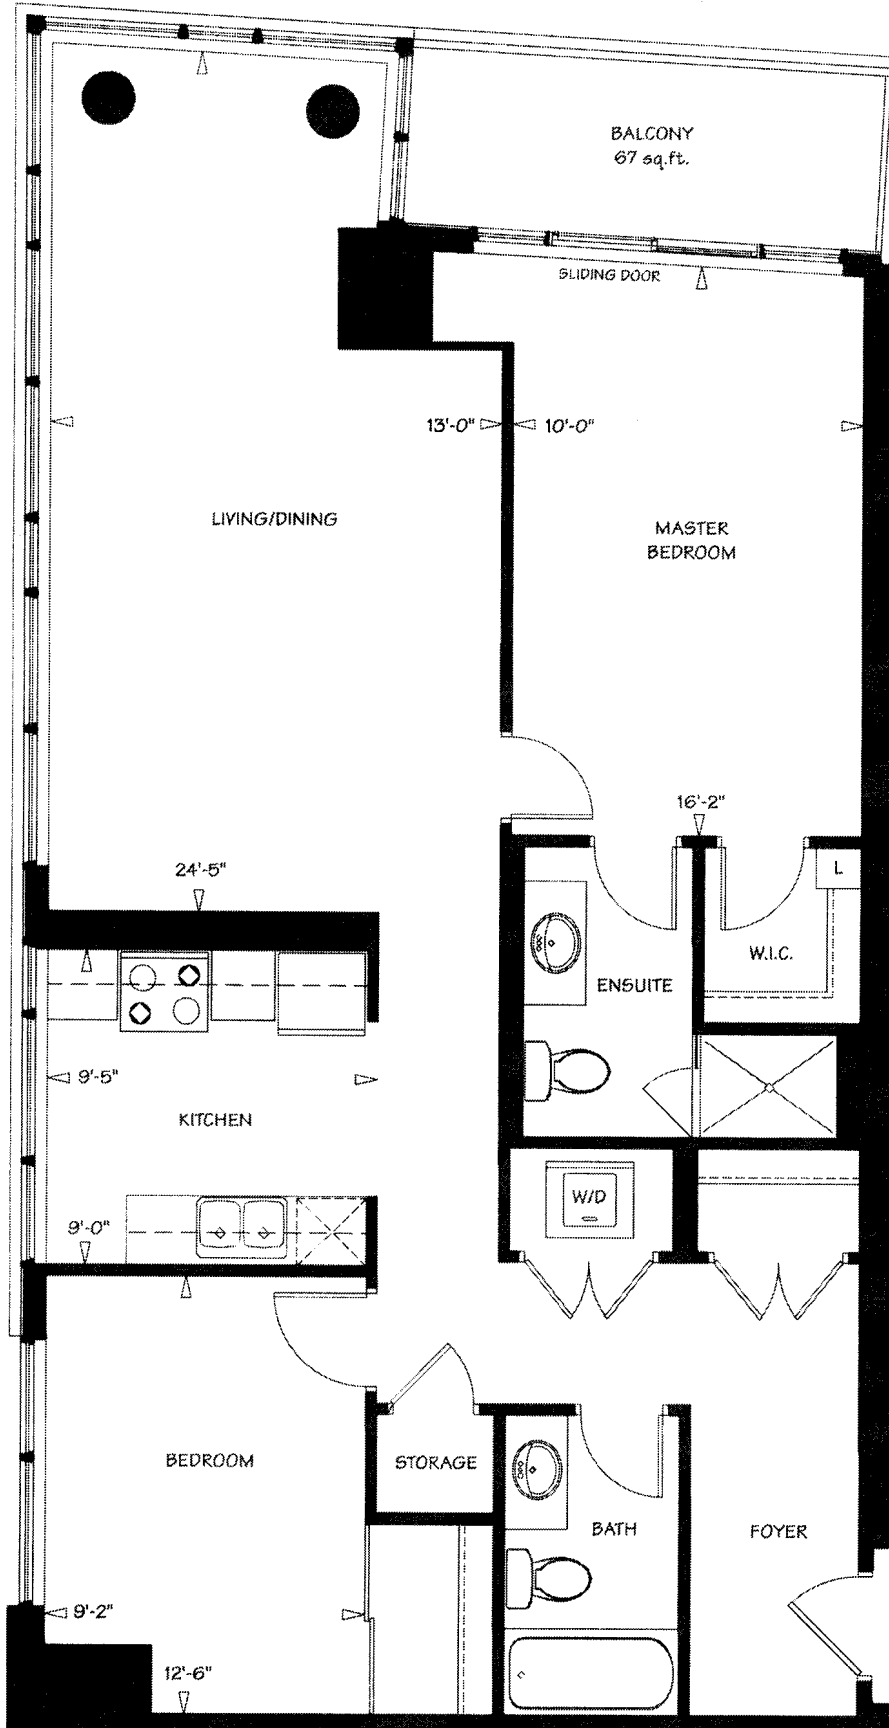 BALCONY
67 sq.ft.
SLIDING DOOR
13'-0"
10'-0"
LIVING/DINING
MASTER
BEDROOM
16'-2"
24'-5"
L
W.I.C.
ENSUITE
9'-5"
KITCHEN
W/D
9'-0"
BEDROOM
STORAGE
BATH
FOYER
9'-2"
12'-6"